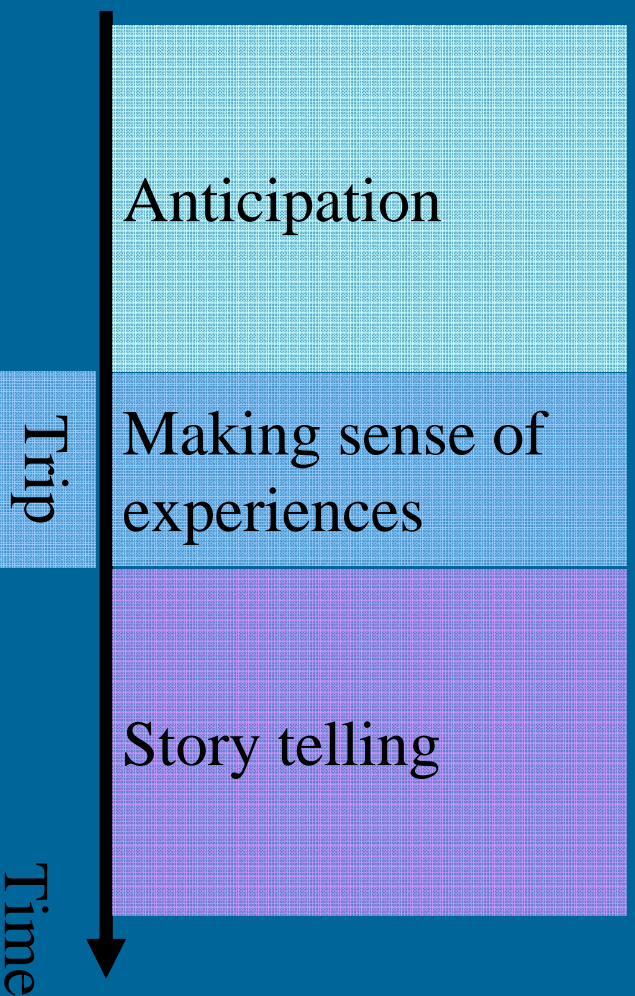 Anticipation
Trip
Making sense of
experiences
Story telling
Time